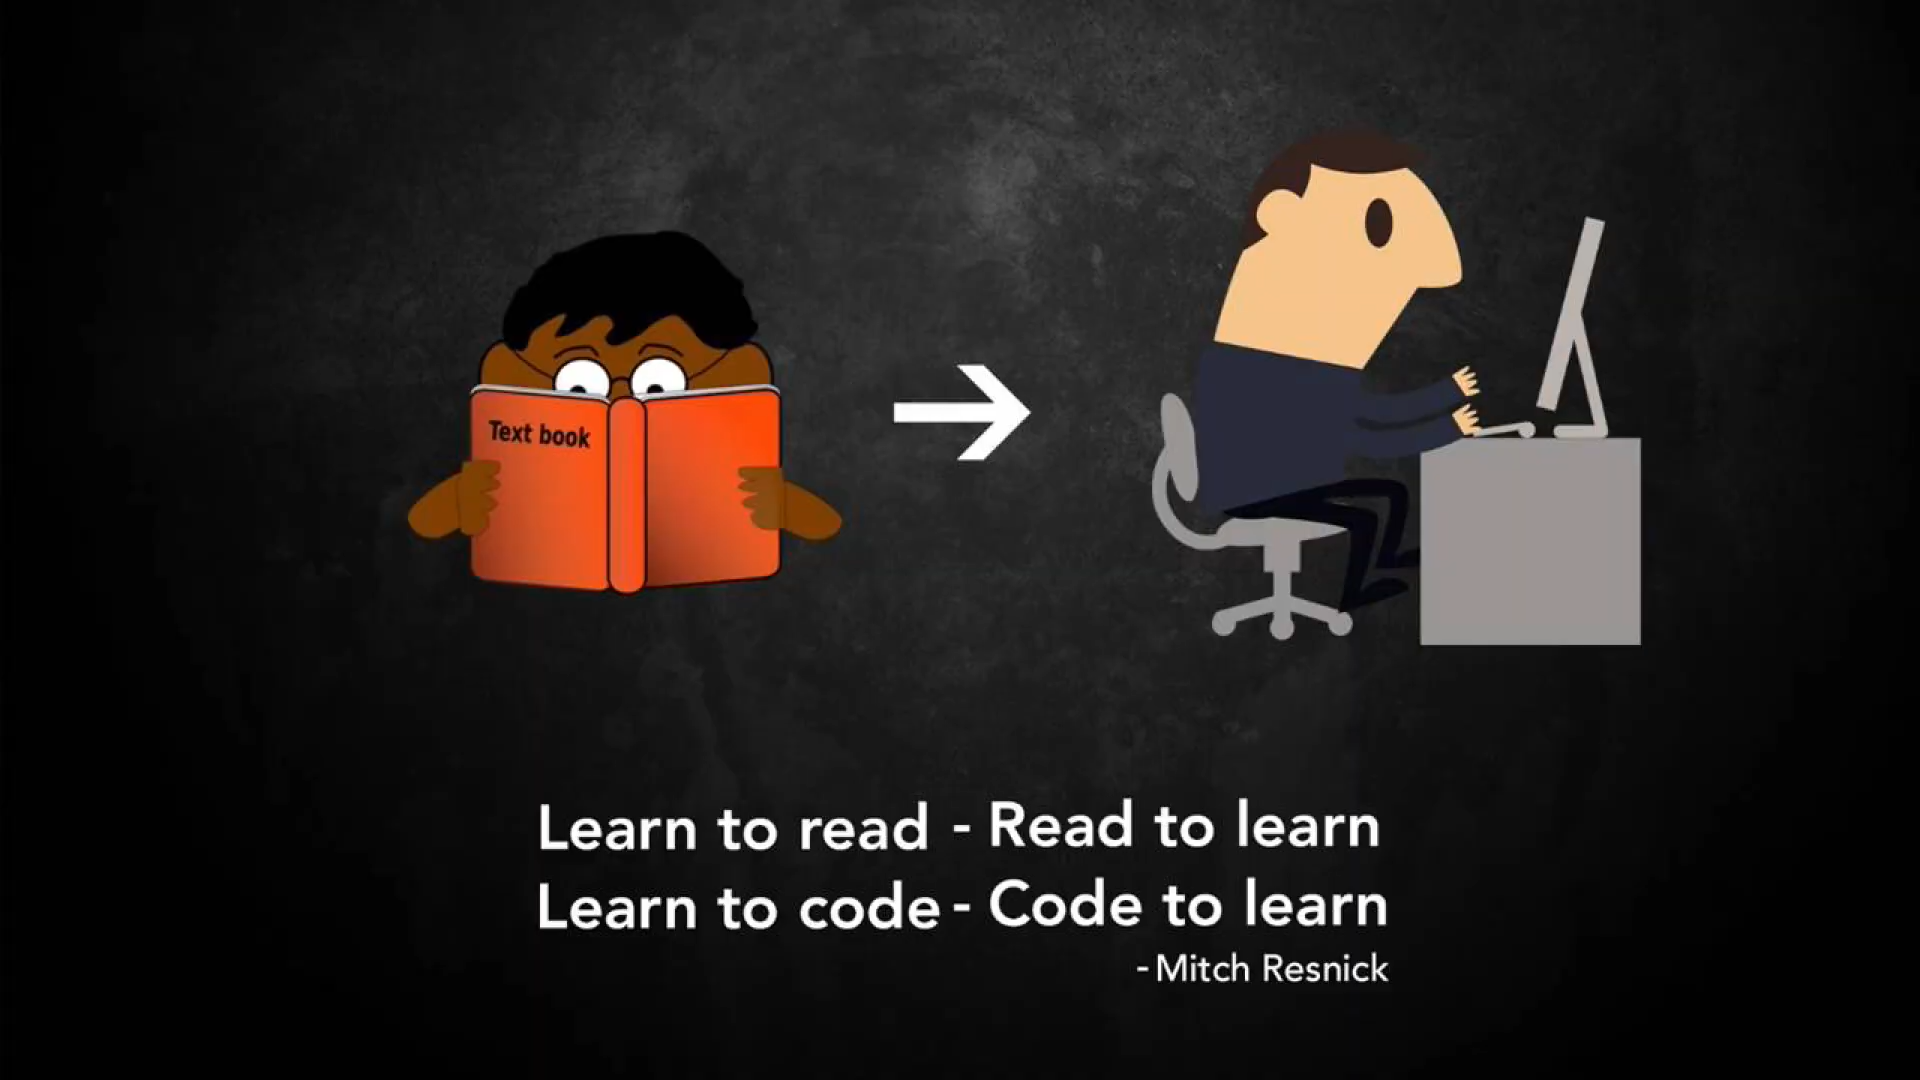 Text book
Learn to read - Read to learn
Learn to code - Code to learn
- Mitch Resnick